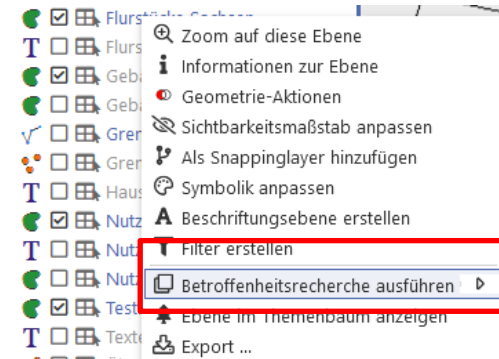 Flurstücke Sachsen
Zoom auf diese Ebene
Flurs
Informationen zur Ebene
Geb
Geometrie-Aktionen
Geb
Sichtbarkeitsmaßstab anpassen
Gren
Als Snappinglayer hinzufügen
Gren
Symbolik anpassen
Haus
Beschriftungsebene erstellen
Nutz
Filter erstellen
Nutz
Betroffenheitsrecherche ausführen
Nutz
Test
Ebene im Themenbaum anzeigen
Texte
Export ...